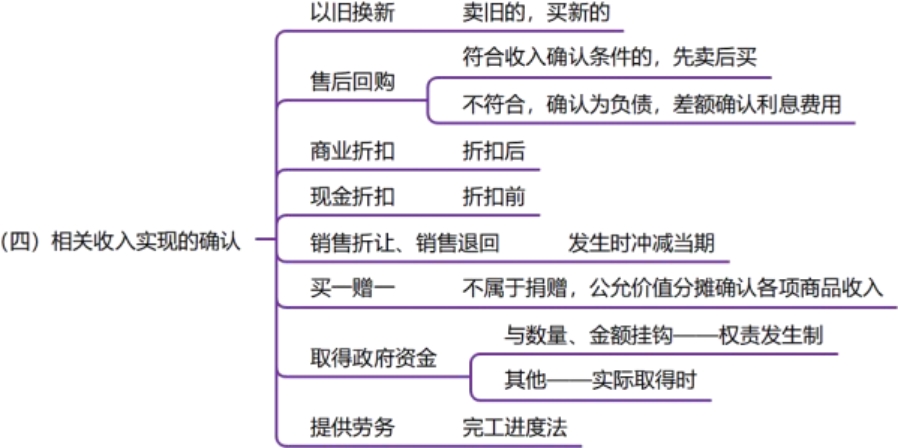 以旧换新 卖旧的，买新的
售后回购
符合收入确认条件的，先卖后买
不符合，确认为负债，差额确认利息费用
商业折扣 折扣后
现金折扣 折扣前
（四）相关收入实现的确认
销售折让、销售退回 发生时冲减当期
买一赠一 不属于捐赠，公允价值分摊确认各项商品收入
取得政府资金
与数量、金额挂钩——权责发生制
其他——实际取得时
提供劳务 完工进度法